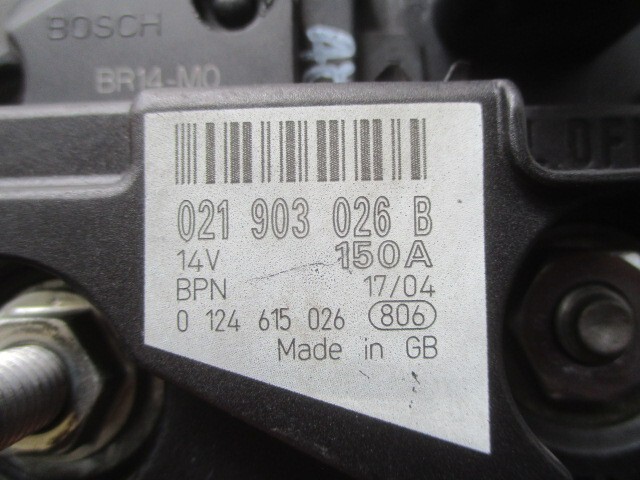 BOSCH
BR14-M0
021 903 026 B
14V 150A
BPN 17/04
0 124 615 026 806
Made in GB